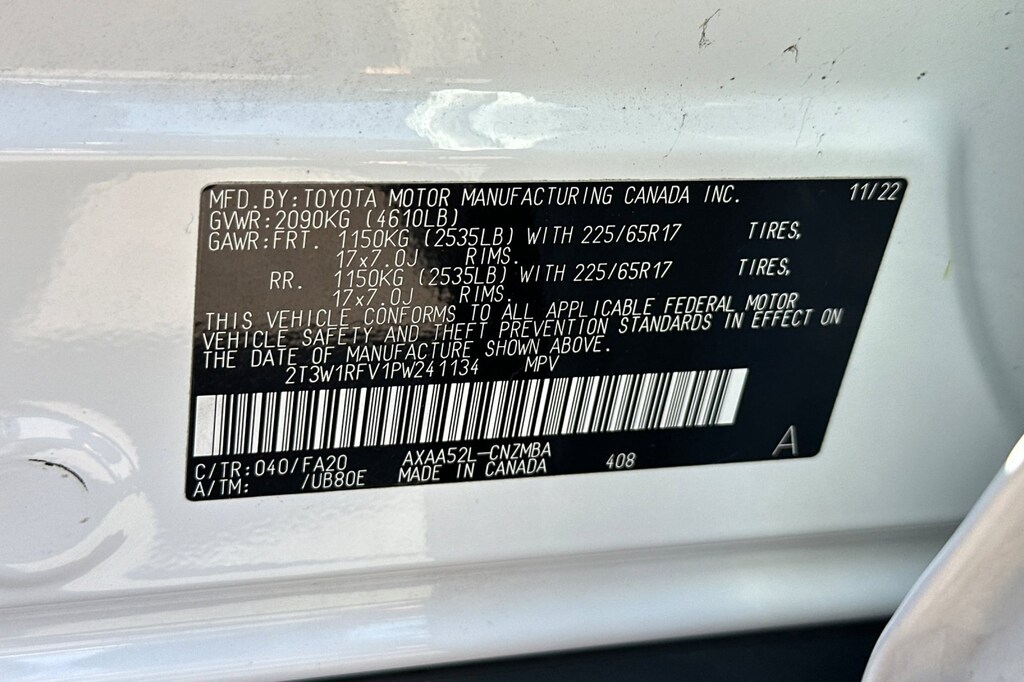 MFD.BY:TOYOTA MOTOR MANUFACTURING CANADA INC. 11/22
GVWR:2090KG (4610LB)
GAWR:FRT. 1150KG (2535LB) WITH 225/65R17 TIRES,
17x7.0J RIMS.
RR. 1150KG (2535LB) WITH 225/65R17 TIRES,
17x7.0J RIMS.
THIS VEHICLE CONFORMS TO ALL APPLICABLE FEDERAL MOTOR
VEHICLE SAFETY AND THEFT PREVENTION STANDARDS IN EFFECT ON
THE DATE OF MANUFACTURE SHOWN ABOVE.
2T3W1RFV1PW241134 MPV
C/TR:040/FA20 AXAA52L-CNZMBA 408 A
A/TM: /UB80E MADE IN CANADA